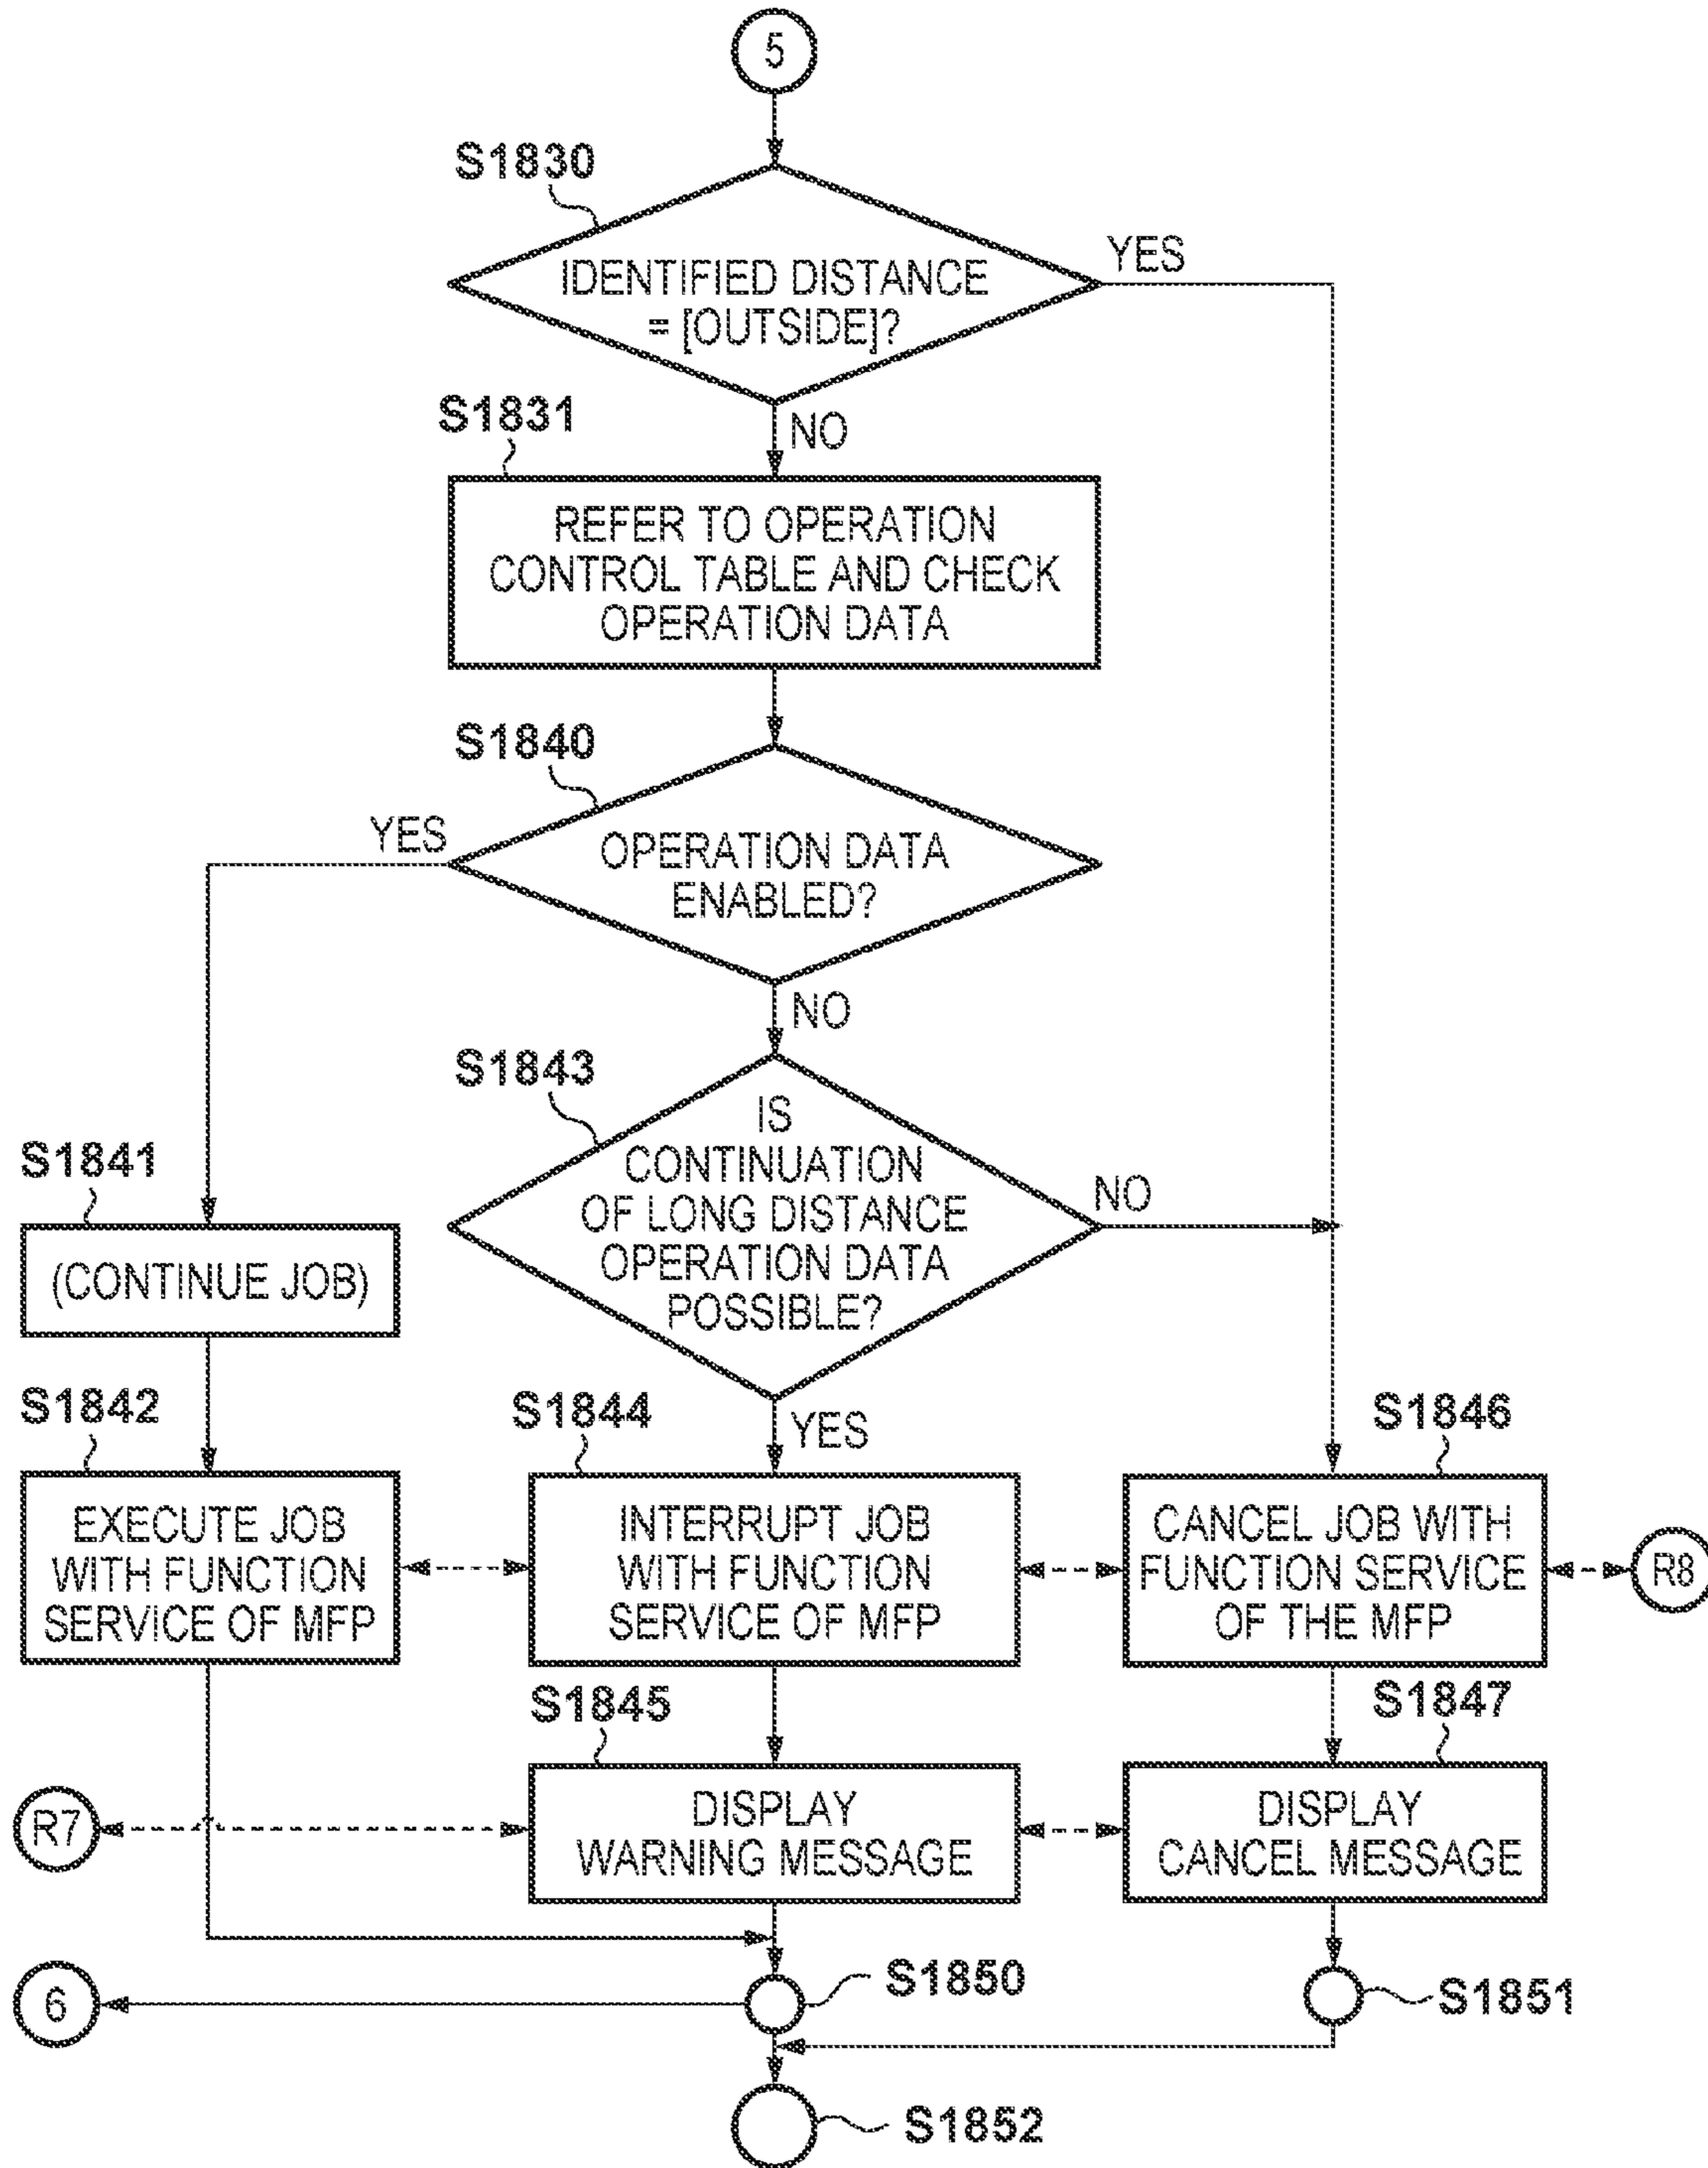 5
S1830
YES
IDENTIFIED DISTANCE
= [OUTSIDE]?
S1831
NO
REFER TO OPERATION
CONTROL TABLE AND CHECK
OPERATION DATA
S1840
YES
OPERATION DATA
ENABLED?
NO
S1843
IS
CONTINUATION
OF LONG DISTANCE
OPERATION DATA
POSSIBLE?
NO
S1841
(CONTINUE JOB)
S1842
S1844
YES
S1846
EXECUTE JOB
WITH FUNCTION
SERVICE OF MFP
INTERRUPT JOB
WITH FUNCTION
SERVICE OF MFP
CANCEL JOB WITH
FUNCTION SERVICE
OF THE MFP
R8
S1845
S1847
R7
DISPLAY
WARNING MESSAGE
DISPLAY
CANCEL MESSAGE
6
S1850
S1851
S1852